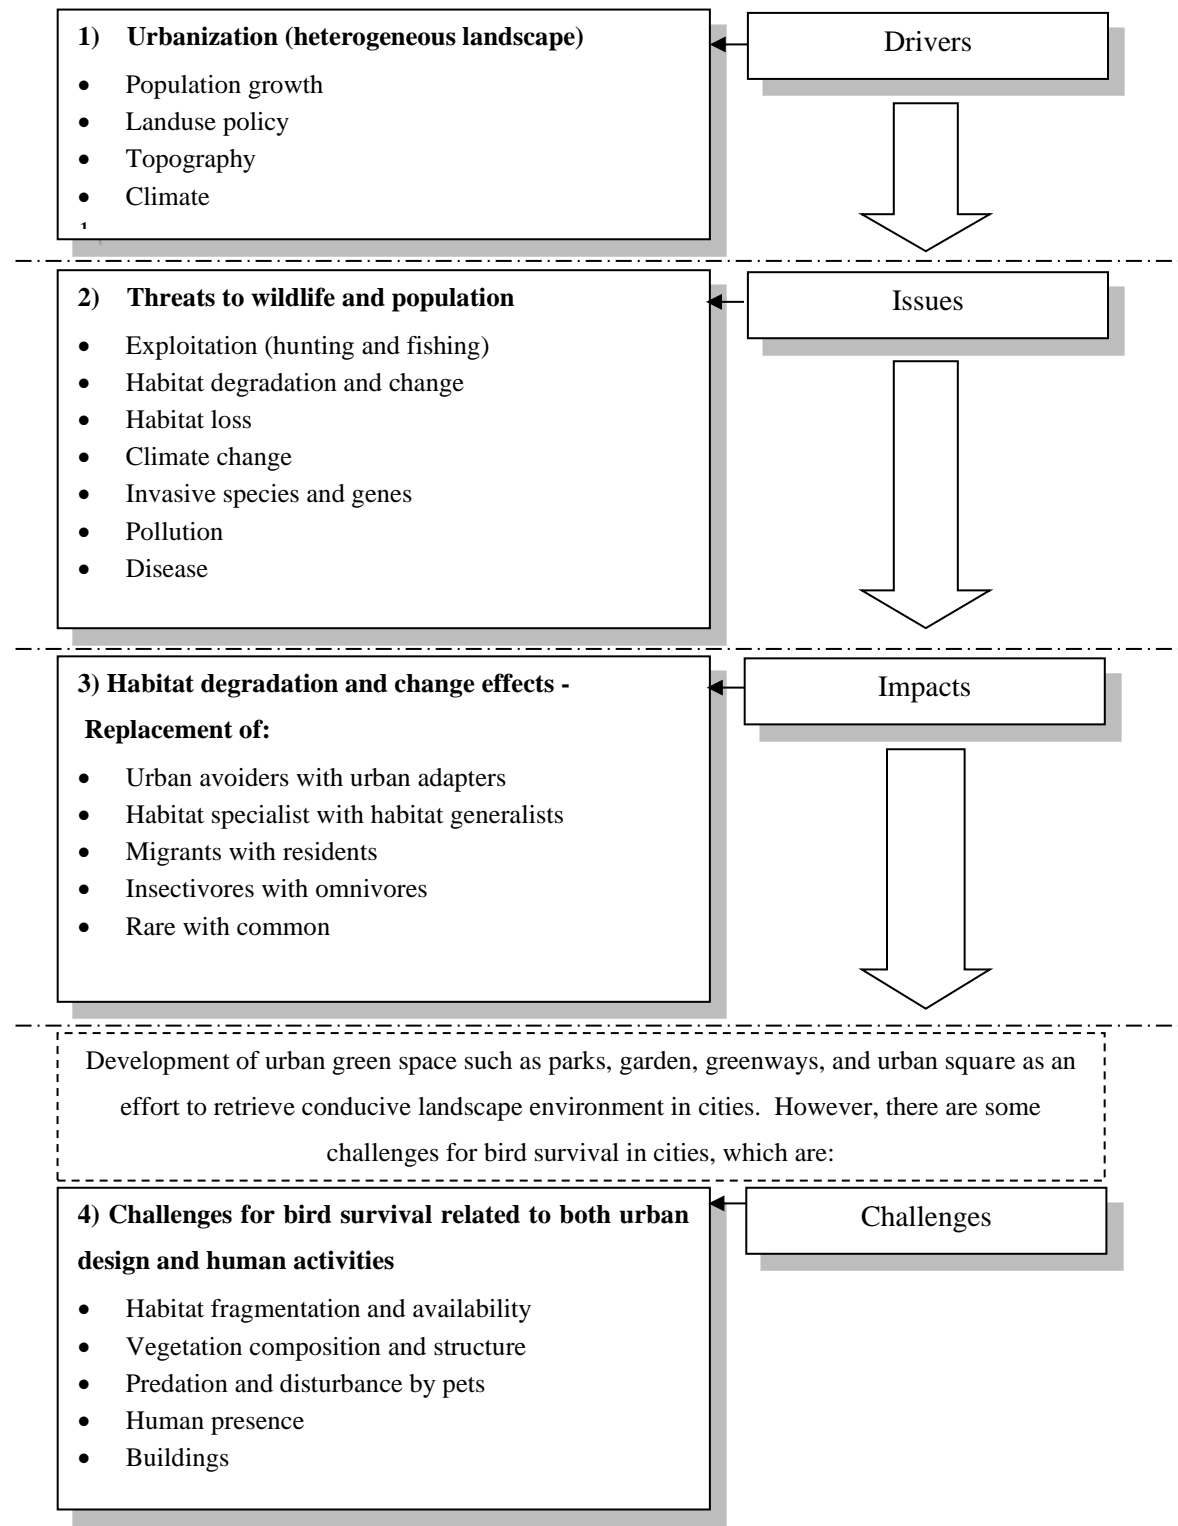 1) Urbanization (heterogeneous landscape)
Drivers
• Population growth
• Landuse policy
• Topography
• Climate
2) Threats to wildlife and population
Issues
• Exploitation (hunting and fishing)
• Habitat degradation and change
• Habitat loss
• Climate change
• Invasive species and genes
• Pollution
• Disease
3) Habitat degradation and change effects -
Replacement of:
Impacts
• Urban avoiders with urban adapters
• Habitat specialist with habitat generalists
• Migrants with residents
• Insectivores with omnivores
• Rare with common
Development of urban green space such as parks, garden, greenways, and urban square as an
effort to retrieve conducive landscape environment in cities. However, there are some
challenges for bird survival in cities, which are:
4) Challenges for bird survival related to both urban
design and human activities
Challenges
• Habitat fragmentation and availability
• Vegetation composition and structure
• Predation and disturbance by pets
• Human presence
• Buildings